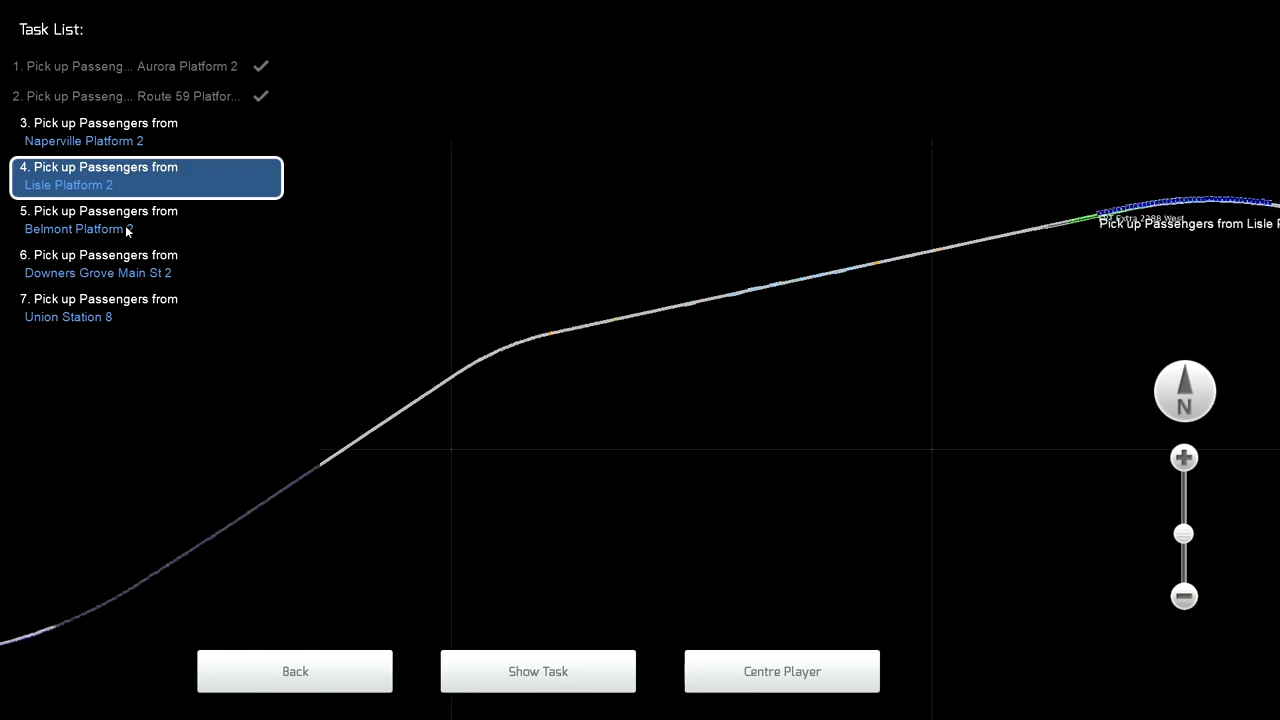 Task List:
1. Pick up Passeng... Aurora Platform 2
2. Pick up Passeng... Route 59 Platfor...
3. Pick up Passengers from
Naperville Platform 2
4. Pick up Passengers from
Lisle Platform 2
5. Pick up Passengers from
Belmont Platform 2
Extra 2288 West
Pick up Passengers from Lisle P
6. Pick up Passengers from
Downers Grove Main St 2
7. Pick up Passengers from
Union Station 8
N
Back
Show Task
Centre Player